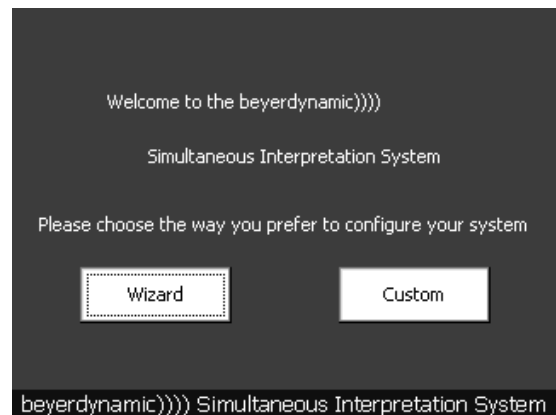 Welcome to the beyerdynamic))))
Simultaneous Interpretation System
Please choose the way you prefer to configure your system
Wizard
Custom
beyerdynamic)))) Simultaneous Interpretation System